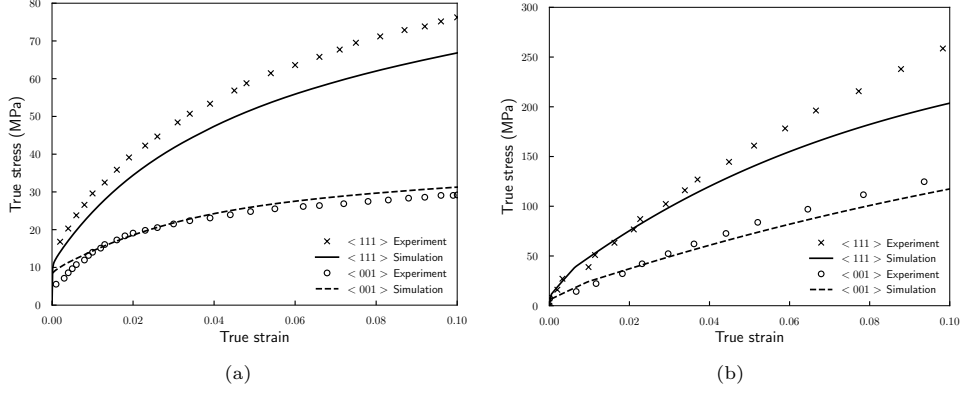 80
70
60
50
40
30
20
10
0
True stress (MPa)
0.00 0.02 0.04 0.06 0.08 0.10
True strain
< 111 > Experiment
< 111 > Simulation
< 001 > Experiment
< 001 > Simulation
(a)
300
250
200
150
100
50
0
True stress (MPa)
0.00 0.02 0.04 0.06 0.08 0.10
True strain
< 111 > Experiment
< 111 > Simulation
< 001 > Experiment
< 001 > Simulation
(b)